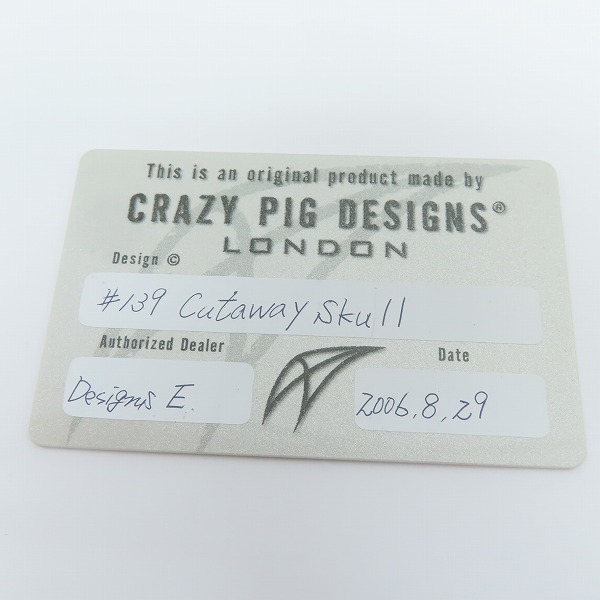 This is an original product made by
CRAZY PIG DESIGNS®
LONDON
Design ©
#139 Cutaway Skull
Authorized Dealer
Date
Designs E.
2006.8.29